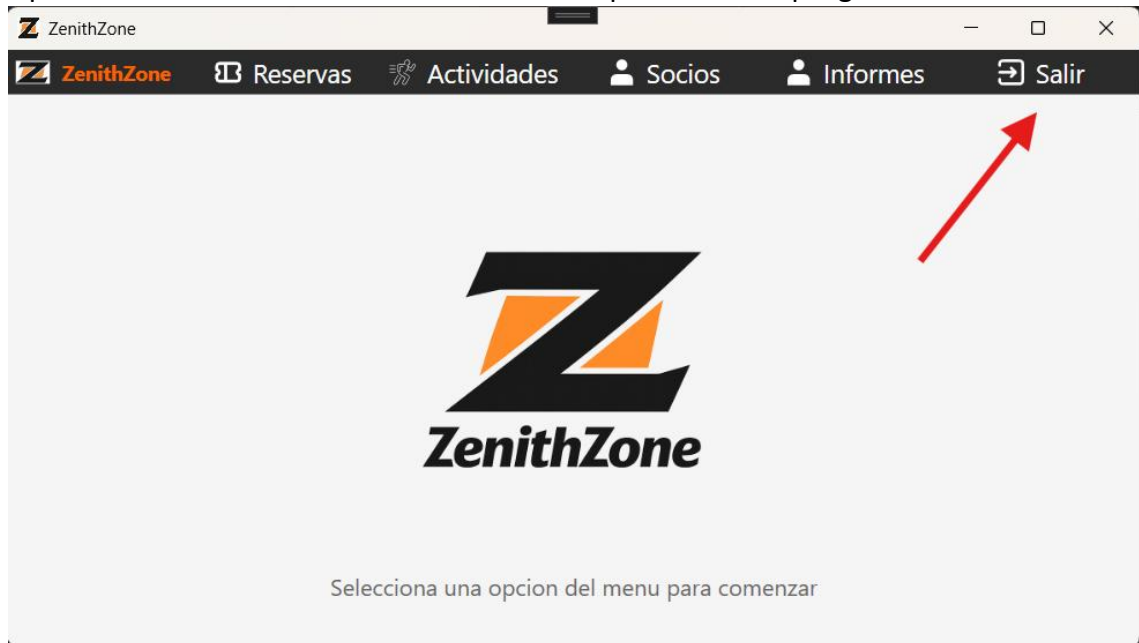 ZenithZone
ZenithZone Reservas Actividades Socios Informes Salir
ZenithZone
Selecciona una opcion del menu para comenzar